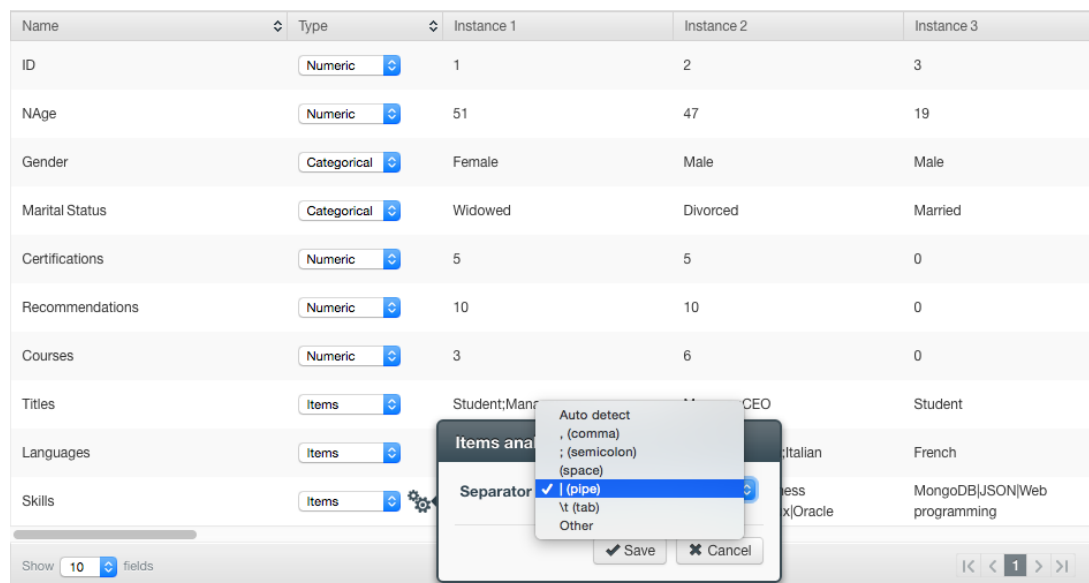 Name Type Instance 1 Instance 2 Instance 3
ID Numeric 1 2 3
NAge Numeric 51 47 19
Gender Categorical Female Male Male
Marital Status Categorical Widowed Divorced Married
Certifications Numeric 5 5 0
Recommendations Numeric 10 10 0
Courses Numeric 3 6 0
Titles Items Student;Mana CEO Student
Auto detect
, (comma)
; (semicolon)
(space)
| (pipe)
\t (tab)
Other
Items anal
Languages Items ;Italian French
Separator
Skills Items ess MongoDB|JSON|Web
x|Oracle programming
Save Cancel
Show 10 fields 1